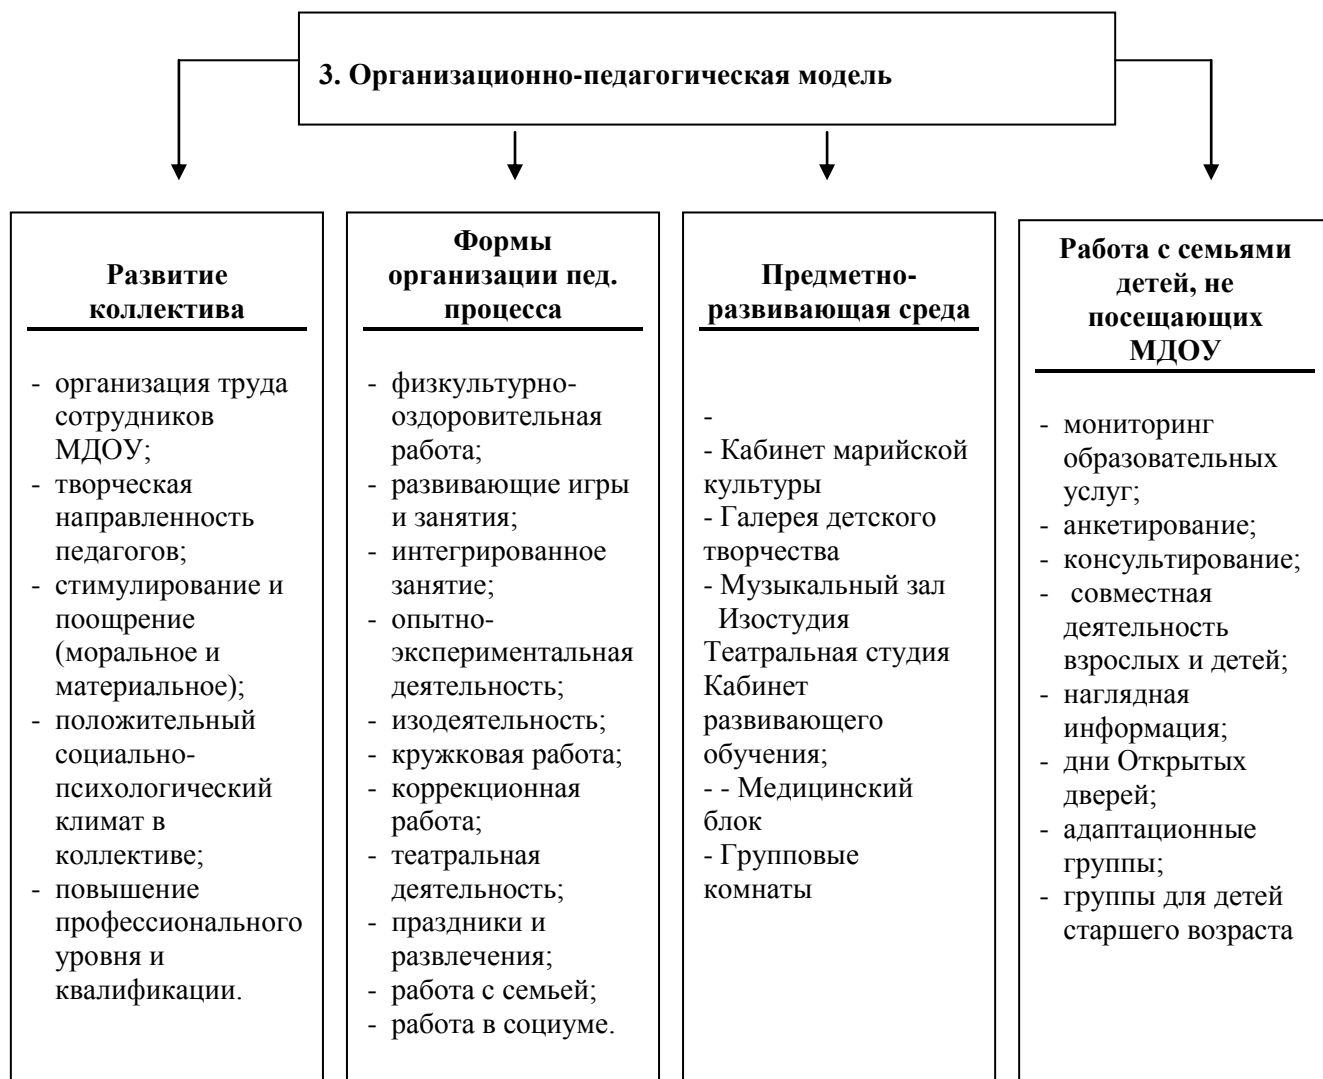 3. Организационно-педагогическая модель
Развитие
коллектива
- организация труда
сотрудников
МДОУ;
- творческая
направленность
педагогов;
- стимулирование и
поощрение
(моральное и
материальное);
- положительный
социально-
психологический
климат в
коллективе;
- повышение
профессионального
уровня и
квалификации.
Формы
организации пед.
процесса
- физкультурно-
оздоровительная
работа;
- развивающие игры
и занятия;
- интегрированное
занятие;
- опытно-
экспериментальная
деятельность;
- изодеятельность;
- кружковая работа;
- коррекционная
работа;
- театральная
деятельность;
- праздники и
развлечения;
- работа с семьей;
- работа в социуме.
Предметно-
развивающая среда
-
- Кабинет марийской
культуры
- Галерея детского
творчества
- Музыкальный зал
Изостудия
Театральная студия
Кабинет
развивающего
обучения;
- - Медицинский
блок
- Групповые
комнаты
Работа с семьями
детей, не
посещающих
МДОУ
- мониторинг
образовательных
услуг;
- анкетирование;
- консультирование;
- совместная
деятельность
взрослых и детей;
- наглядная
информация;
- дни Открытых
дверей;
- адаптационные
группы;
- группы для детей
старшего возраста